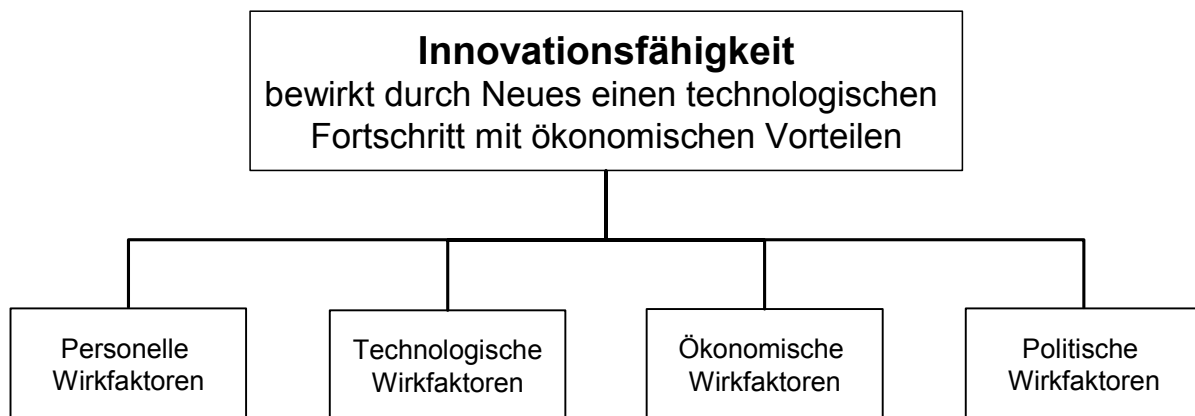 Innovationsfähigkeit
bewirkt durch Neues einen technologischen
Fortschritt mit ökonomischen Vorteilen
Personelle
Wirkfaktoren
Technologische
Wirkfaktoren
Ökonomische
Wirkfaktoren
Politische
Wirkfaktoren